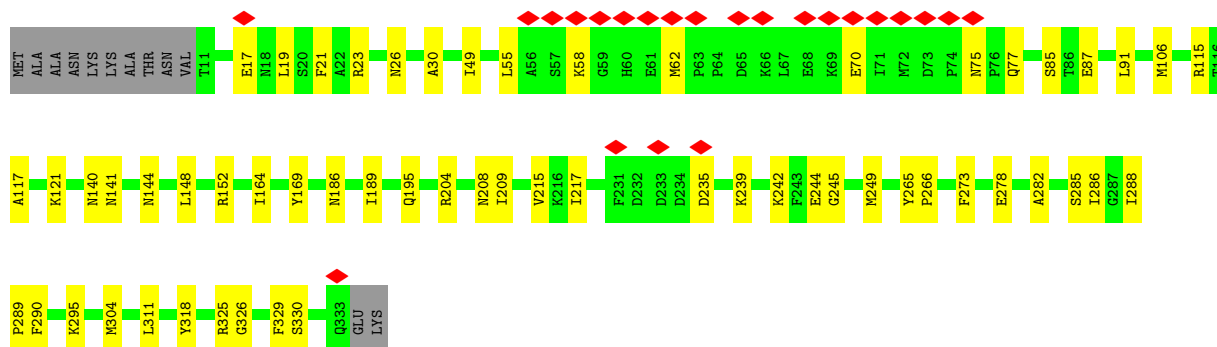 MET ALA ALA ASN LYS LYS ALA THR ASN VAL T11 E17 N18 L19 S20 F21 A22 R23 N26 A30 I49 L55 A56 S57 K58 G59 H60 E61 M62 P63 P64 D65 K66 L67 E68 K69 E70 I71 M72 D73 P74 N75 P76 Q77 S85 T86 E87 L91 M106 R115 T116
A117 K121 N140 N141 N144 L148 R152 I164 Y169 N186 I189 Q195 R204 N208 I209 V215 K216 I217 F231 D232 D233 D234 D235 K239 K242 F243 E244 G245 M249 Y265 P266 F273 E278 A282 S285 I286 G287 I288
P289 F290 K295 M304 L311 Y318 R325 G326 F329 S330 Q333 GLU LYS